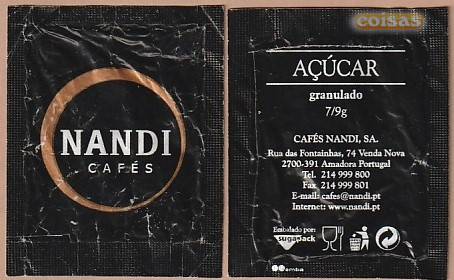 NANDI
CAFÉS
coisas
AÇÚCAR
granulado
7/9g
CAFÉS NANDI, SA.
Rua das Fontainhas, 74 Venda Nova
2700-391 Amadora Portugal
Tel. 214 999 800
Fax 214 999 801
E-mail: cafes@nandi.pt
Internet: www.nandi.pt
Embalado por:
sugarpack